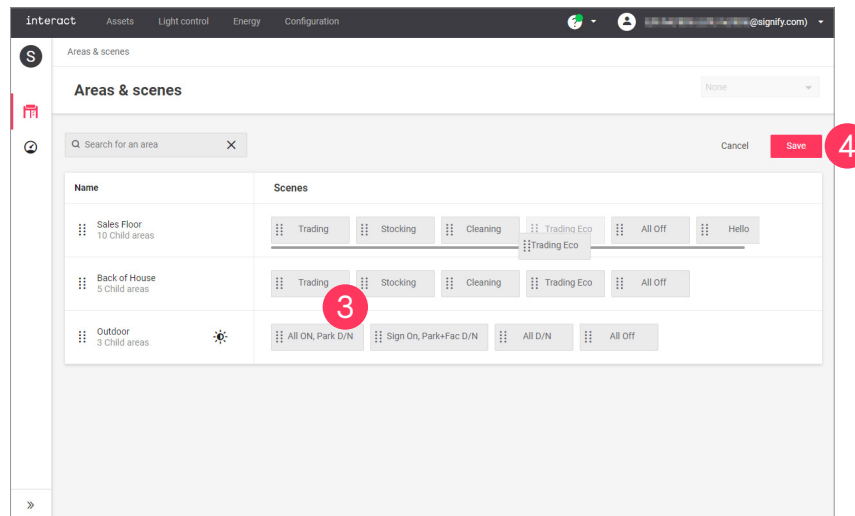 interact Assets Light control Energy Configuration ? @signify.com)
S Areas & scenes
Areas & scenes None
Search for an area Cancel Save 4
Name Scenes
Sales Floor Trading Stocking Cleaning Trading Eco All Off Hello
10 Child areas
Trading Eco
Back of House Trading Stocking Cleaning Trading Eco All Off
5 Child areas
3
Outdoor All ON, Park D/N Sign On, Park+Fac D/N All D/N All Off
3 Child areas